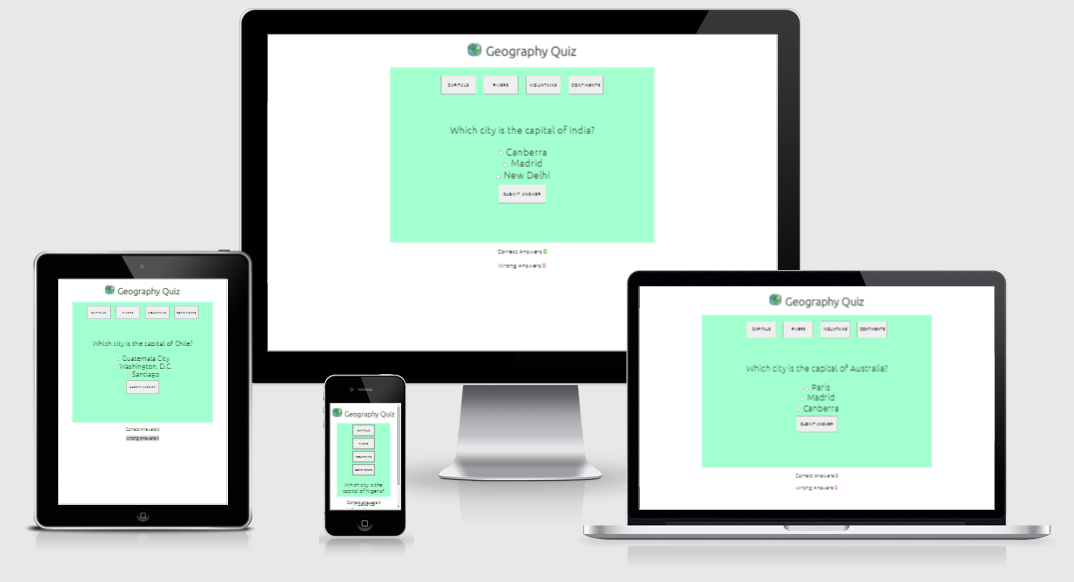 Geography Quiz
CAPITALS RIVERS MOUNTAINS CONTINENTS
Which city is the capital of India?
Canberra
Madrid
New Delhi
SUBMIT ANSWER
Correct Answers 0
Wrong Answers 0
Geography Quiz
CAPITALS RIVERS MOUNTAINS CONTINENTS
Which city is the capital of Chile?
Guatemala City
Washington, D.C.
Santiago
SUBMIT ANSWER
Correct Answers 0
Wrong Answers 0
Geography Quiz
CAPITALS
RIVERS
MOUNTAINS
CONTINENTS
Which city is the
capital of Nigeria?
Correct Answers 0
Geography Quiz
CAPITALS RIVERS MOUNTAINS CONTINENTS
Which city is the capital of Australia?
Paris
Madrid
Canberra
SUBMIT ANSWER
Correct Answers 0
Wrong Answers 0